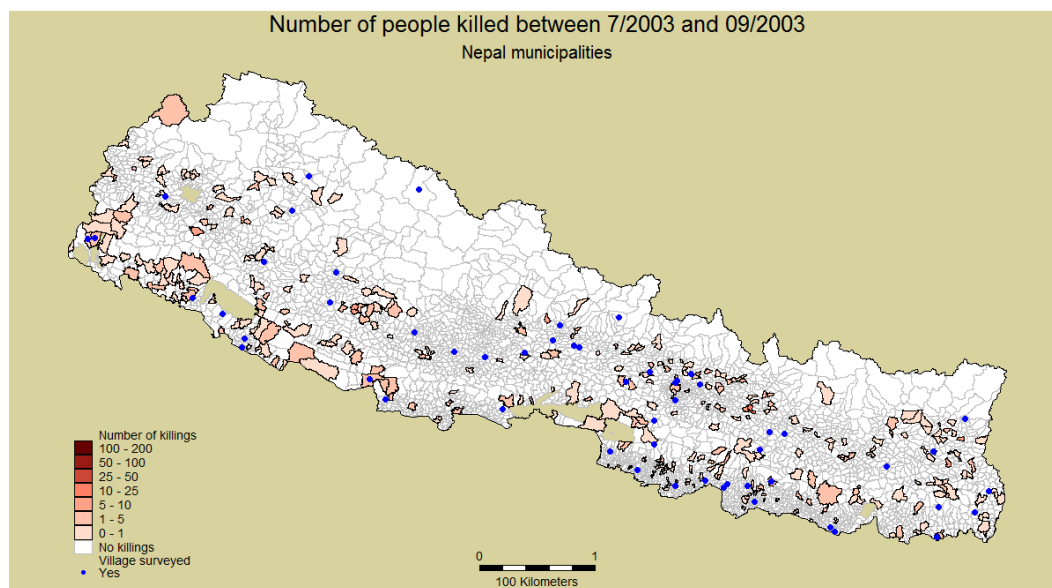 Number of people killed between 7/2003 and 09/2003
Nepal municipalities
Number of killings
100 - 200
50 - 100
25 - 50
10 - 25
5 - 10
1 - 5
0 - 1
No killings
Village surveyed
Yes
0 1
100 Kilometers